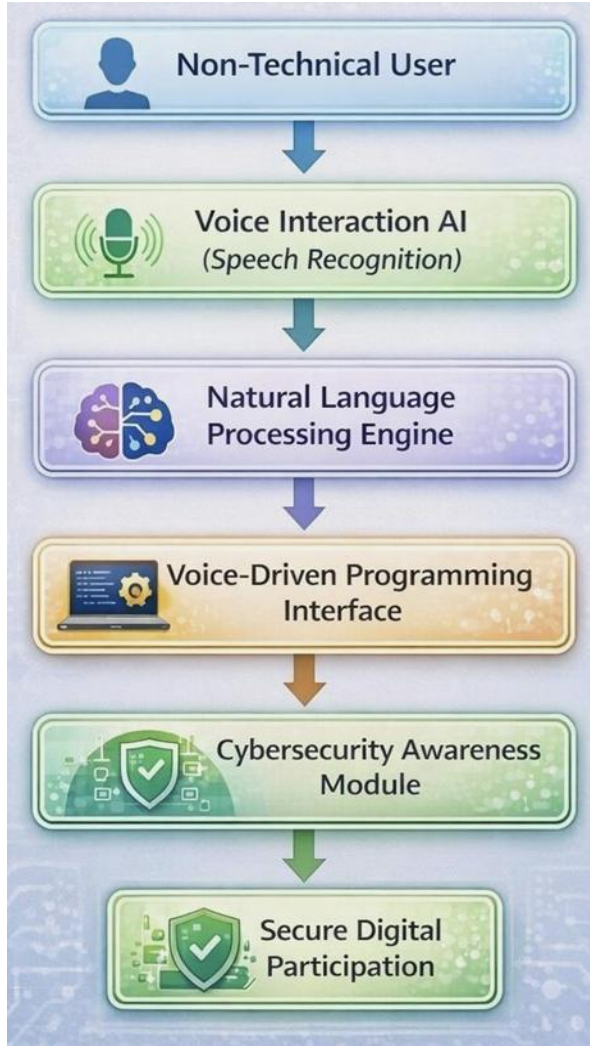 Non-Technical User
Voice Interaction AI
(Speech Recognition)
Natural Language
Processing Engine
Voice-Driven Programming
Interface
Cybersecurity Awareness
Module
Secure Digital
Participation